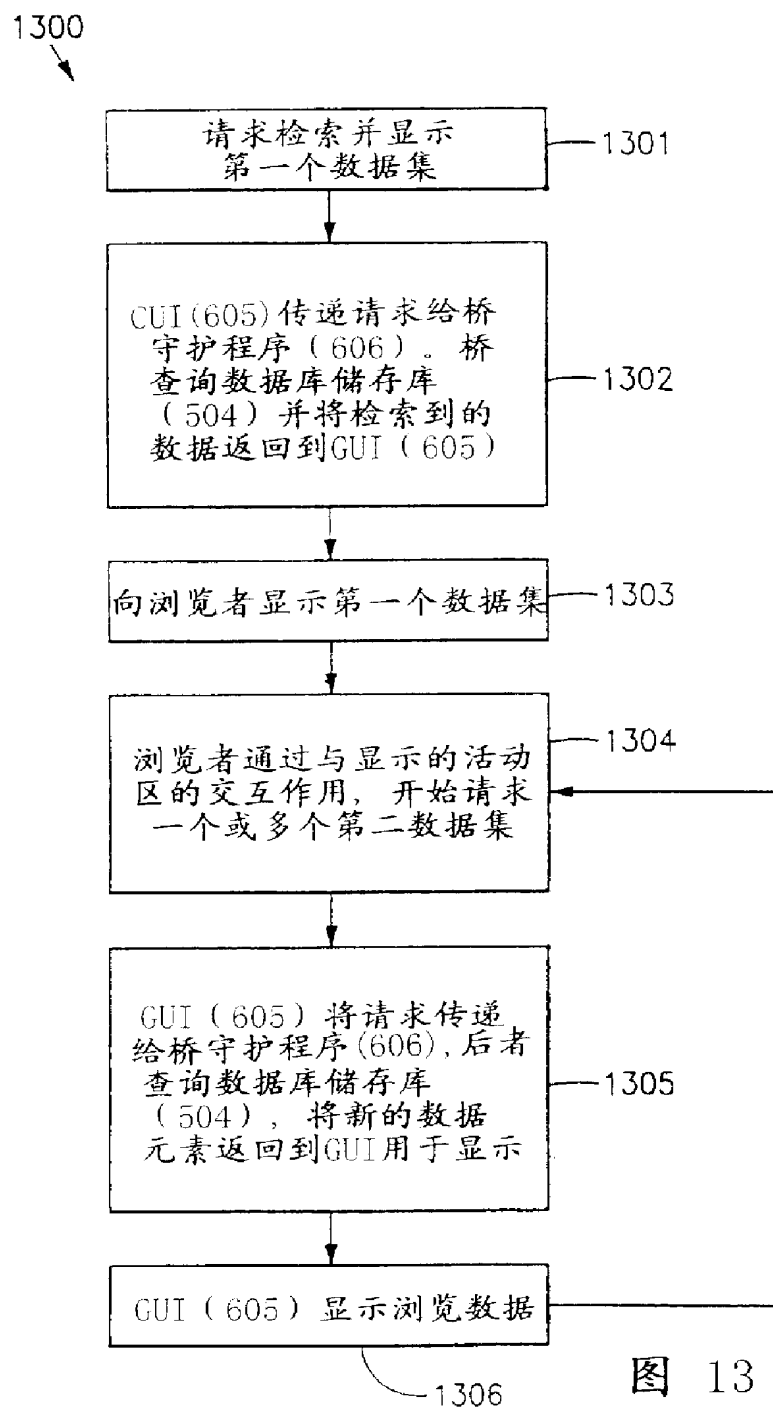 1300
请求检索并显示
第一个数据集
1301
CUI(605)传递请求给桥
守护程序(606)。桥
查询数据库储存库
(504)并将检索到的
数据返回到GUI(605)
1302
向浏览者显示第一个数据集
1303
浏览者通过与显示的活动
区的交互作用, 开始请求
一个或多个第二数据集
1304
GUI(605)将请求传递
给桥守护程序(606),后者
查询数据库储存库
(504), 将新的数据
元素返回到GUI用于显示
1305
GUI(605)显示浏览数据
1306
图 13